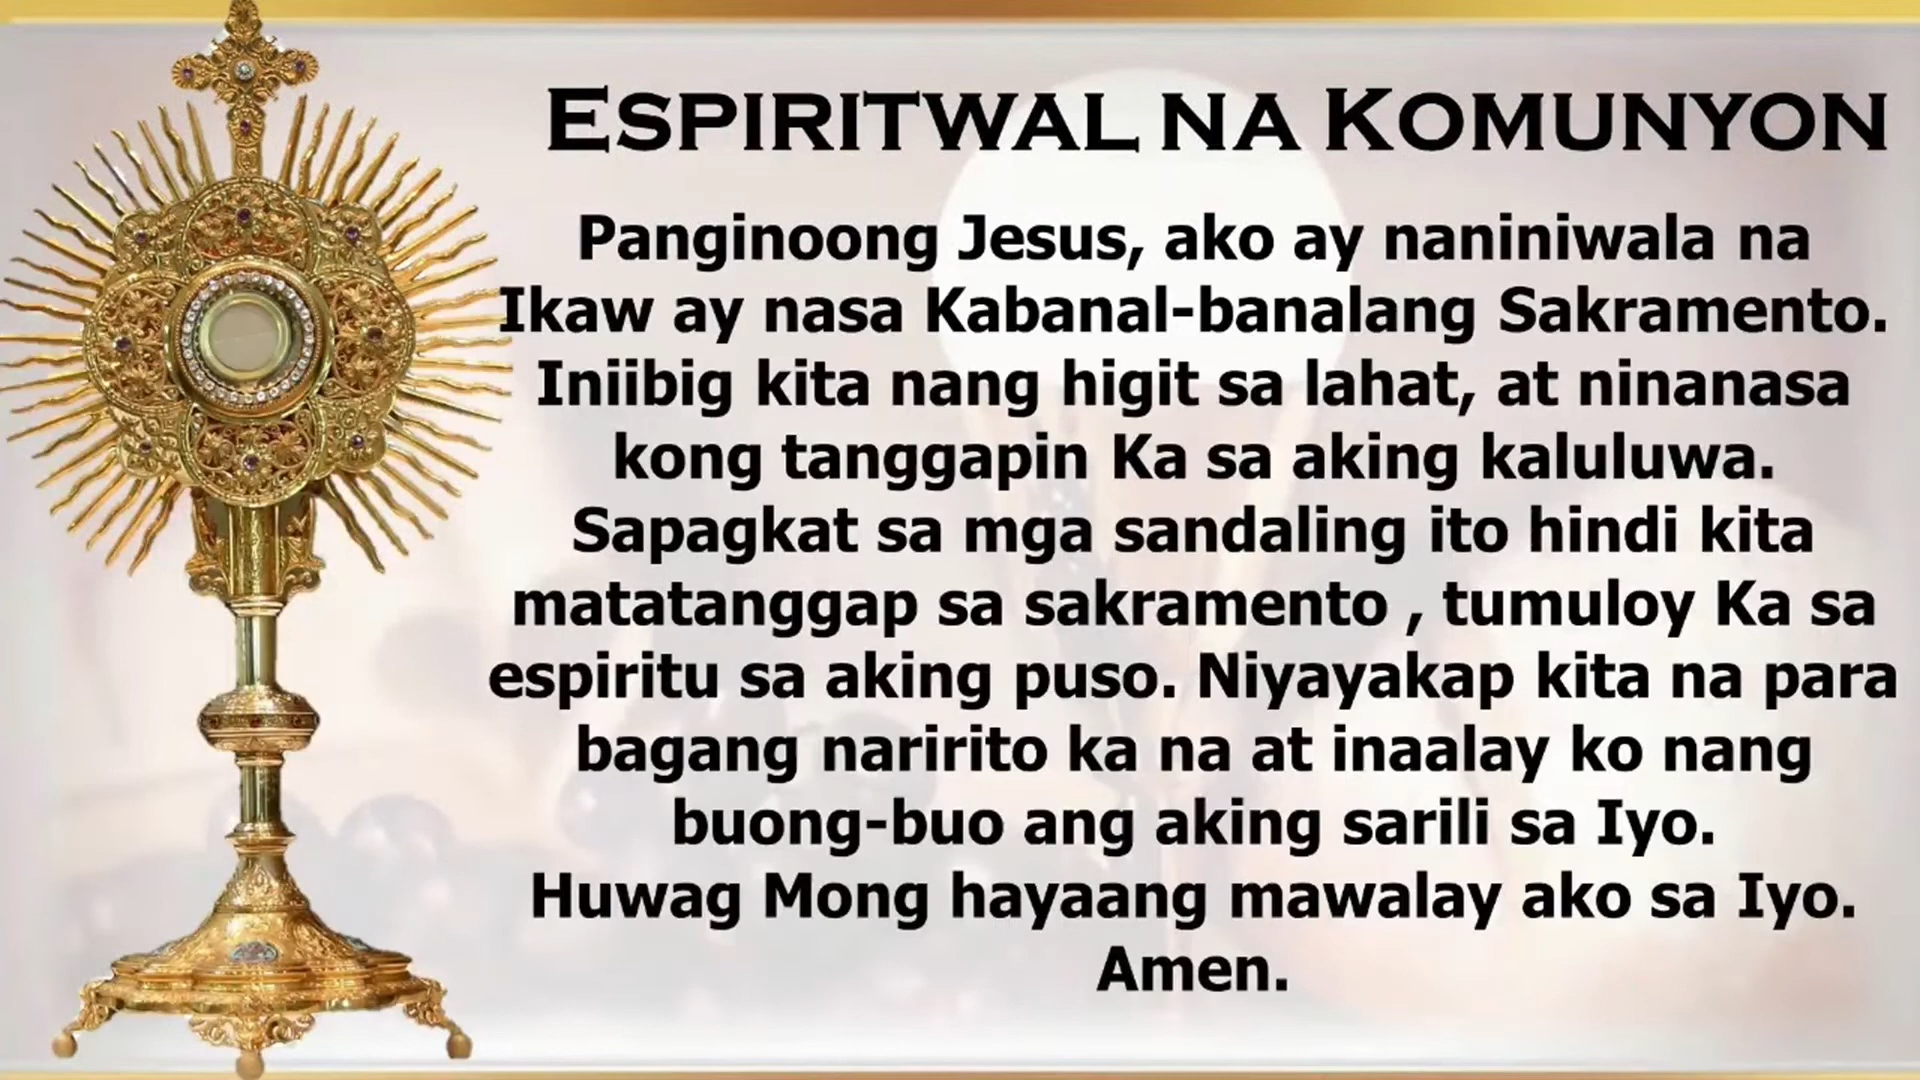 ESPIRITWAL NA KOMUNYON
Panginoong Jesus, ako ay naniniwala na
Ikaw ay nasa Kabanal-banalang Sakramento.
Iniibig kita nang higit sa lahat, at ninanasa
kong tanggapin Ka sa aking kaluluwa.
Sapagkat sa mga sandaling ito hindi kita
matatanggap sa sakramento , tumuloy Ka sa
espiritu sa aking puso. Niyayakap kita na para
bagang naririto ka na at inaalay ko nang
buong-buo ang aking sarili sa Iyo.
Huwag Mong hayaang mawalay ako sa Iyo.
Amen.